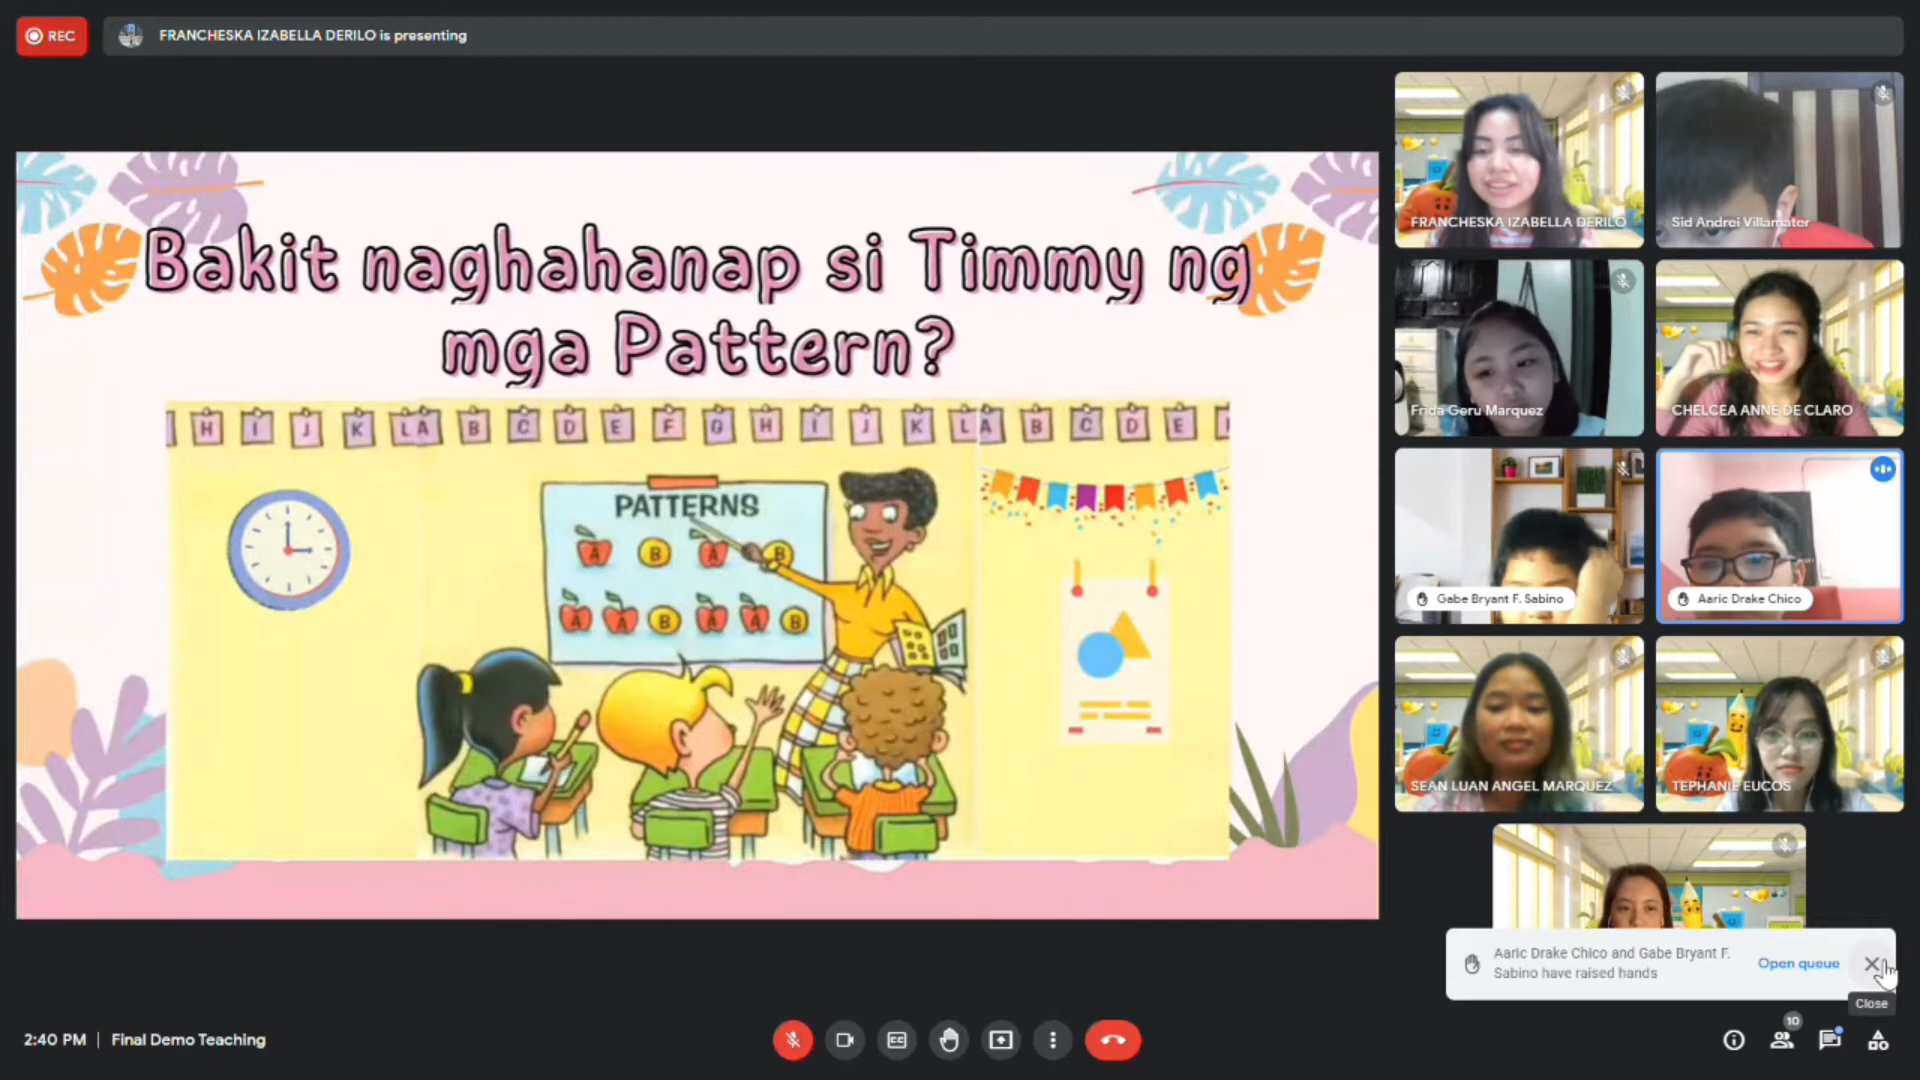 REC
FRANCHESKA IZABELLA DERILO is presenting
Bakit naghahanap si Timmy ng
mga Pattern?
H I J K L A B C D E F G H I J K L A B C D E
PATTERNS
A B A B
A A B A A B
FRANCHESKA IZABELLA DERILO
Sid Andrei Villamater
Frida Geru Marquez
CHELCEA ANNE DE CLARO
Gabe Bryant F. Sabino
Aaric Drake Chico
SEAN LUAN ANGEL MARQUEZ
TEPHANIE EUCOS
Aaric Drake Chico and Gabe Bryant F.
Sabino have raised hands
Open queue
Close
2:40 PM | Final Demo Teaching
CC
10